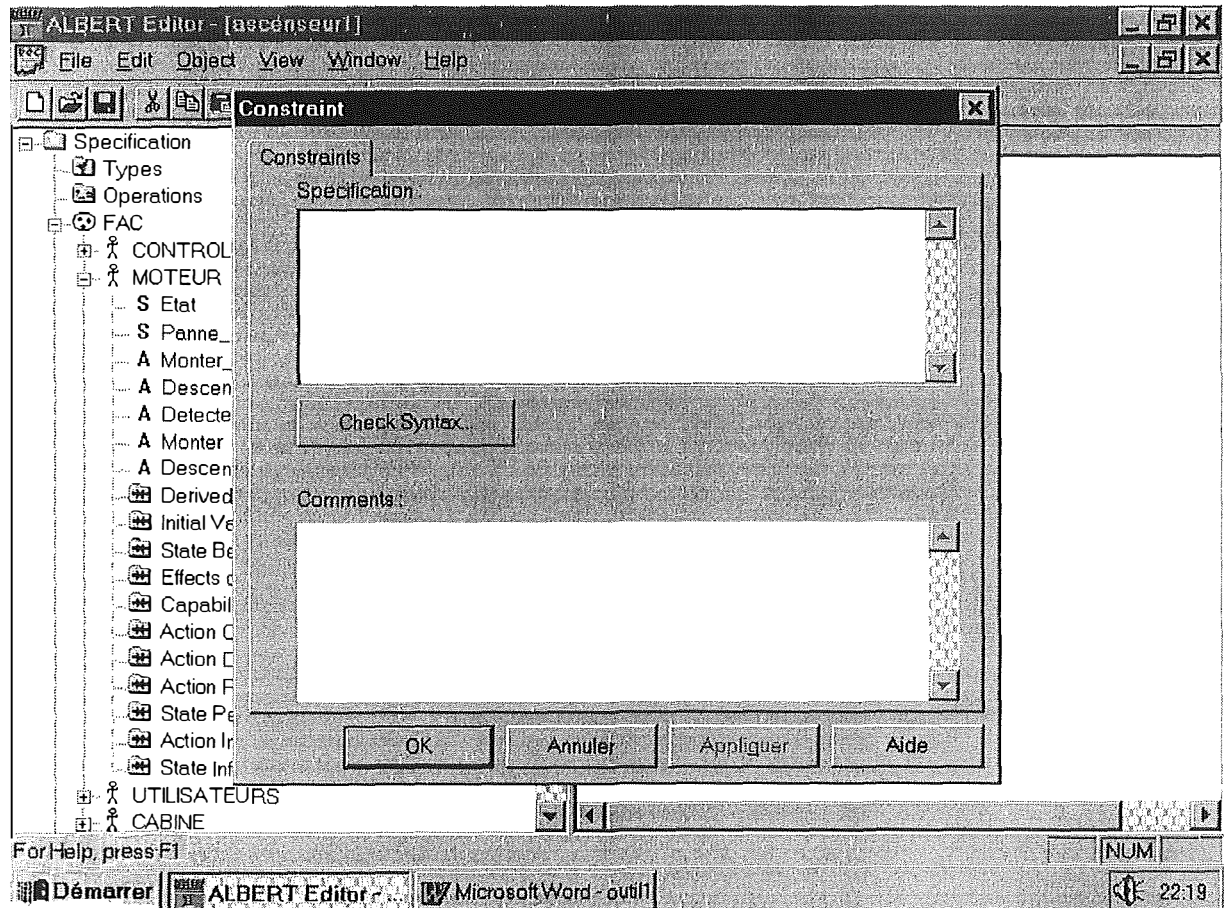 ALBERT Editor - [ascenseur1]
File Edit Object View Window Help
Constraint
Constraints
Specification :
Check Syntax...
Comments :
OK Annuler Appliquer Aide
Specification
Types
Operations
FAC
CONTROL
MOTEUR
S Etat
S Panne_
A Monter_
A Descen
A Detecte
A Monter
A Descen
Derived
Initial Va
State Be
Effects
Capabil
Action
Action
Action
State Pe
Action In
State Inf
UTILISATEURS
CABINE
For Help, press F1
NUM
Démarrer ALBERT Editor - ... Microsoft Word - outil1 22:19